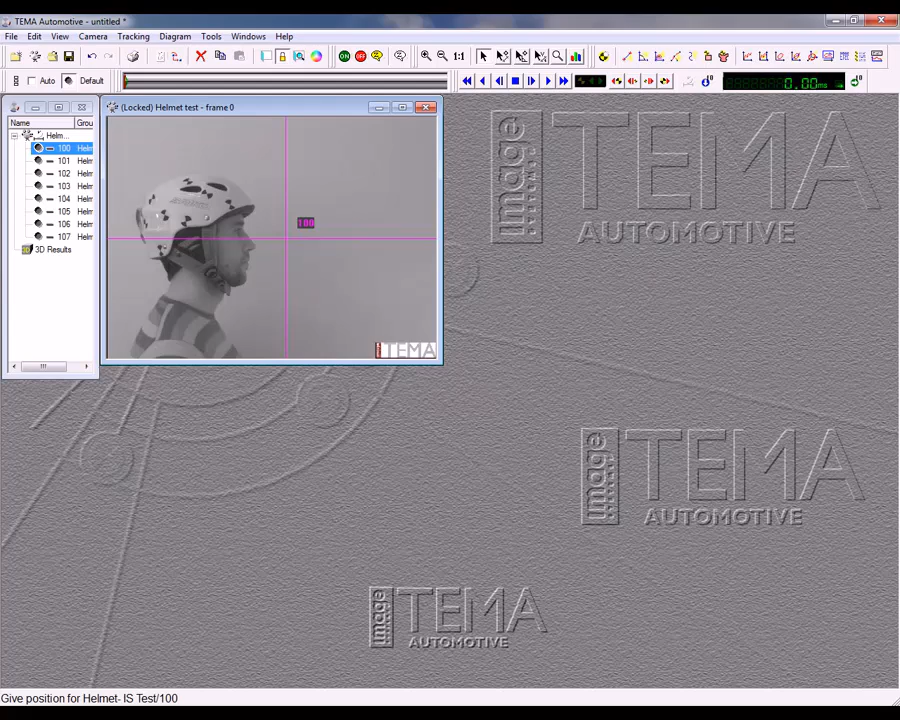 TEMA Automotive - untitled *
File Edit View Camera Tracking Diagram Tools Windows Help
1:1
Auto Default 0.00ms
(Locked) Helmet test - frame 0
Name Grou
Helm...
100 Helm
101 Helm
102 Helm
103 Helm
104 Helm
105 Helm
106 Helm
107 Helm
3D Results
100
TEMA
image TEMA
AUTOMOTIVE
image TEMA
AUTOMOTIVE
image TEMA
AUTOMOTIVE
Give position for Helmet- IS Test/100